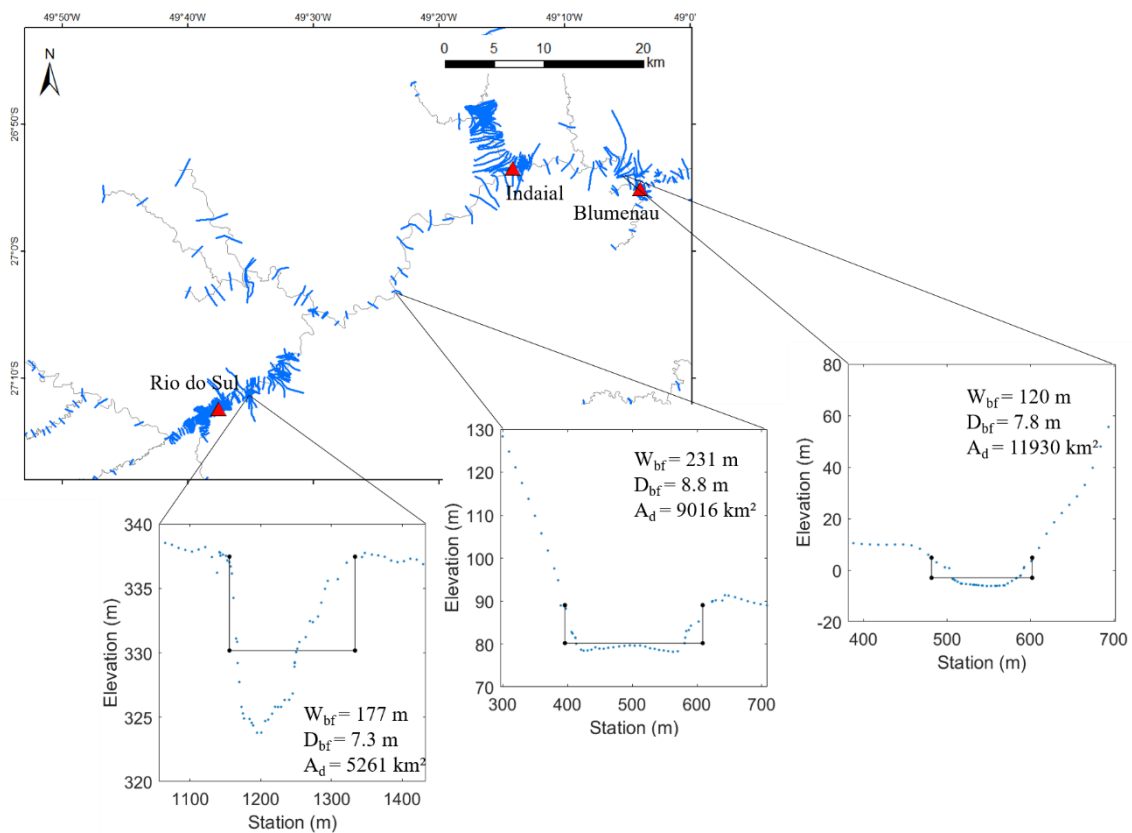 49°50'W 49°40'W 49°30'W 49°20'W 49°10'W 49°0'
N
0 5 10 20
km
26°50'S
Indaial
Blumenau
27°0'S
27°10'S
Rio do Sul
80
60
40
20
0
-20
Elevation (m)
W_bf = 120 m
D_bf = 7.8 m
A_d = 11930 km²
400 500 600 700
Station (m)
130
120
110
100
90
80
70
Elevation (m)
W_bf = 231 m
D_bf = 8.8 m
A_d = 9016 km²
300 400 500 600 700
Station (m)
340
335
330
325
320
Elevation (m)
W_bf = 177 m
D_bf = 7.3 m
A_d = 5261 km²
1100 1200 1300 1400
Station (m)